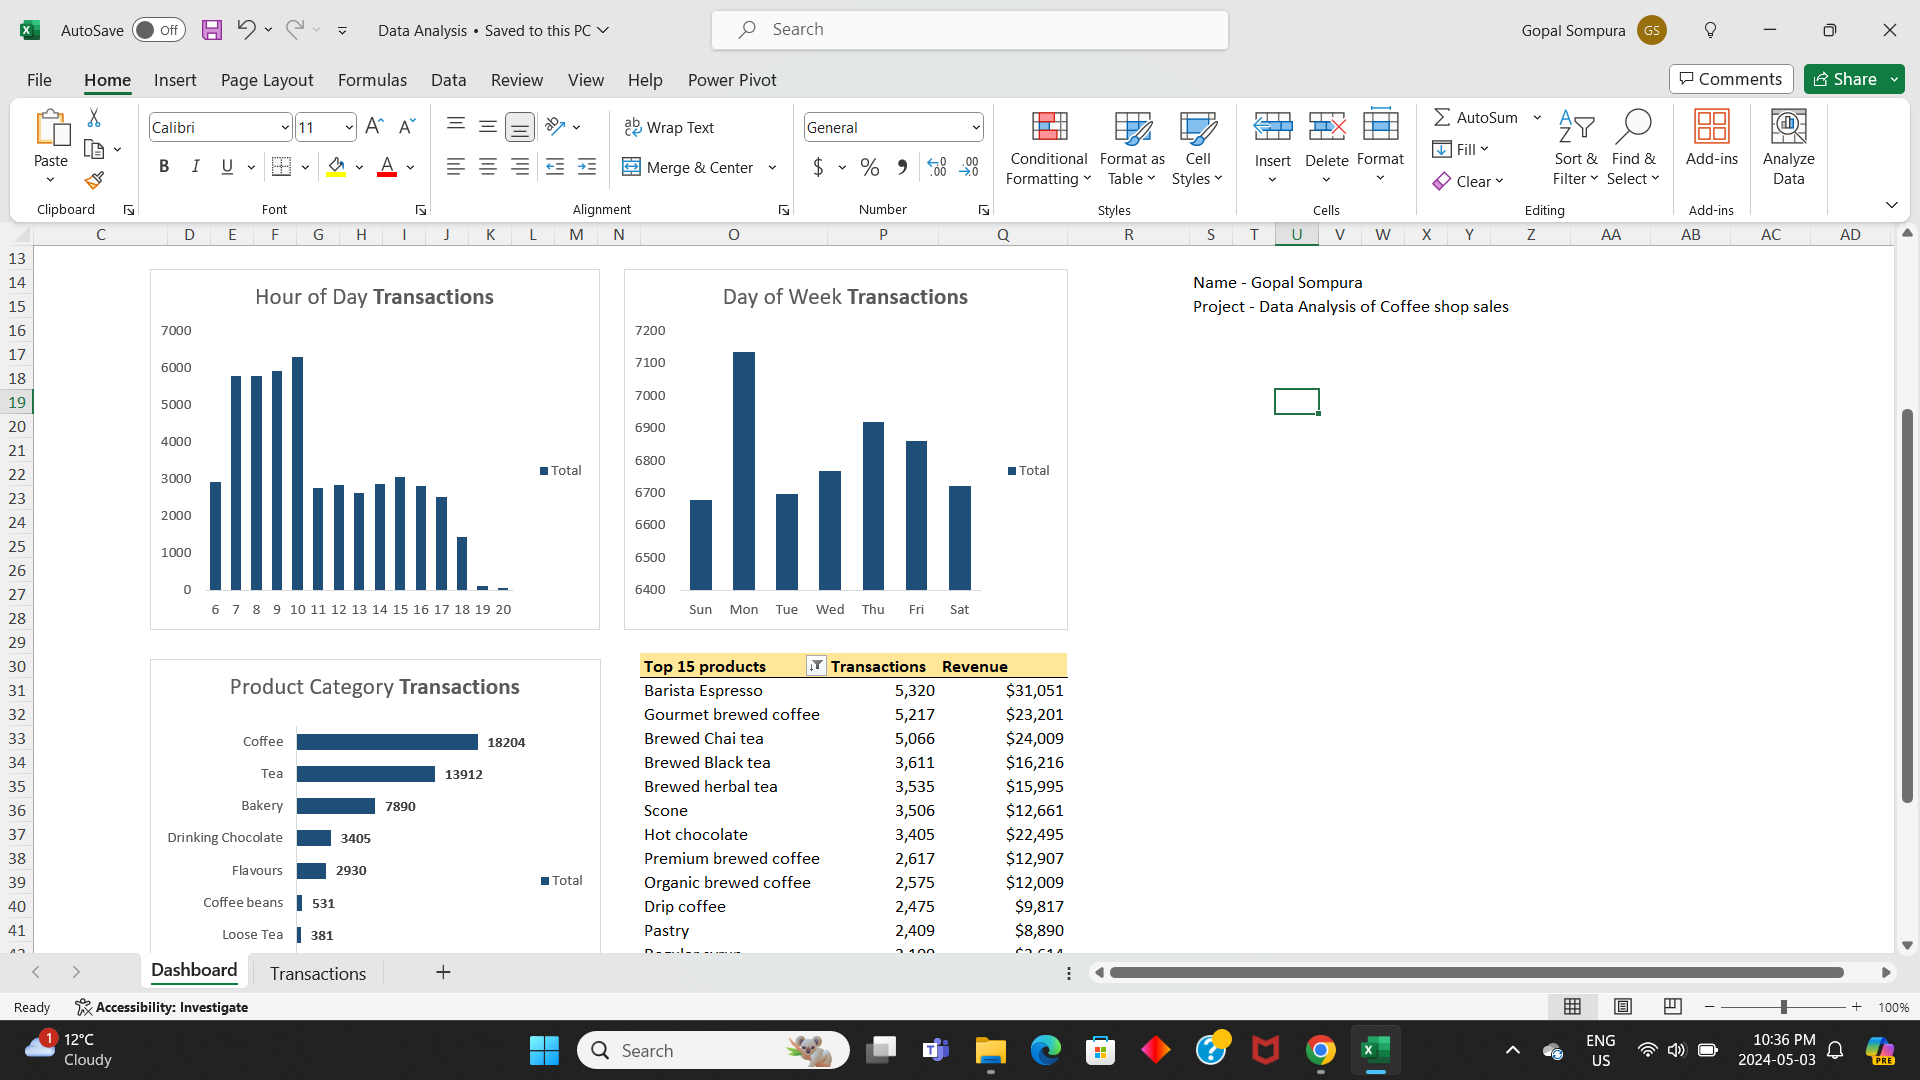 AutoSave Off Data Analysis • Saved to this PC Search Gopal Sompura GS
File Home Insert Page Layout Formulas Data Review View Help Power Pivot Comments Share
Paste Calibri 11 Wrap Text General Conditional Formatting Format as Table Cell Styles Insert Delete Format AutoSum Sort & Filter Find & Select Add-ins Analyze Data
B I U Merge & Center $ % Fill Clear
Clipboard Font Alignment Number Styles Cells Editing Add-ins
C D E F G H I J K L M N O P Q R S T U V W X Y Z AA AB AC AD
13
14
15
16
17
18
19
20
21
22
23
24
25
26
27
28
29
30
31
32
33
34
35
36
37
38
39
40
41
Hour of Day Transactions
7000
6000
5000
4000
3000
2000
1000
0
6 7 8 9 10 11 12 13 14 15 16 17 18 19 20
Total
Day of Week Transactions
7200
7100
7000
6900
6800
6700
6600
6500
6400
Sun Mon Tue Wed Thu Fri Sat
Total
Name - Gopal Sompura
Project - Data Analysis of Coffee shop sales
Product Category Transactions
Coffee 18204
Tea 13912
Bakery 7890
Drinking Chocolate 3405
Flavours 2930
Coffee beans 531
Loose Tea 381
Total
Top 15 products Transactions Revenue
Barista Espresso 5,320 $31,051
Gourmet brewed coffee 5,217 $23,201
Brewed Chai tea 5,066 $24,009
Brewed Black tea 3,611 $16,216
Brewed herbal tea 3,535 $15,995
Scone 3,506 $12,661
Hot chocolate 3,405 $22,495
Premium brewed coffee 2,617 $12,907
Organic brewed coffee 2,575 $12,009
Drip coffee 2,475 $9,817
Pastry 2,409 $8,890
Dashboard Transactions
Ready Accessibility: Investigate 100%
1 12°C
Cloudy
Search
ENG
US
10:36 PM
2024-05-03
PRE